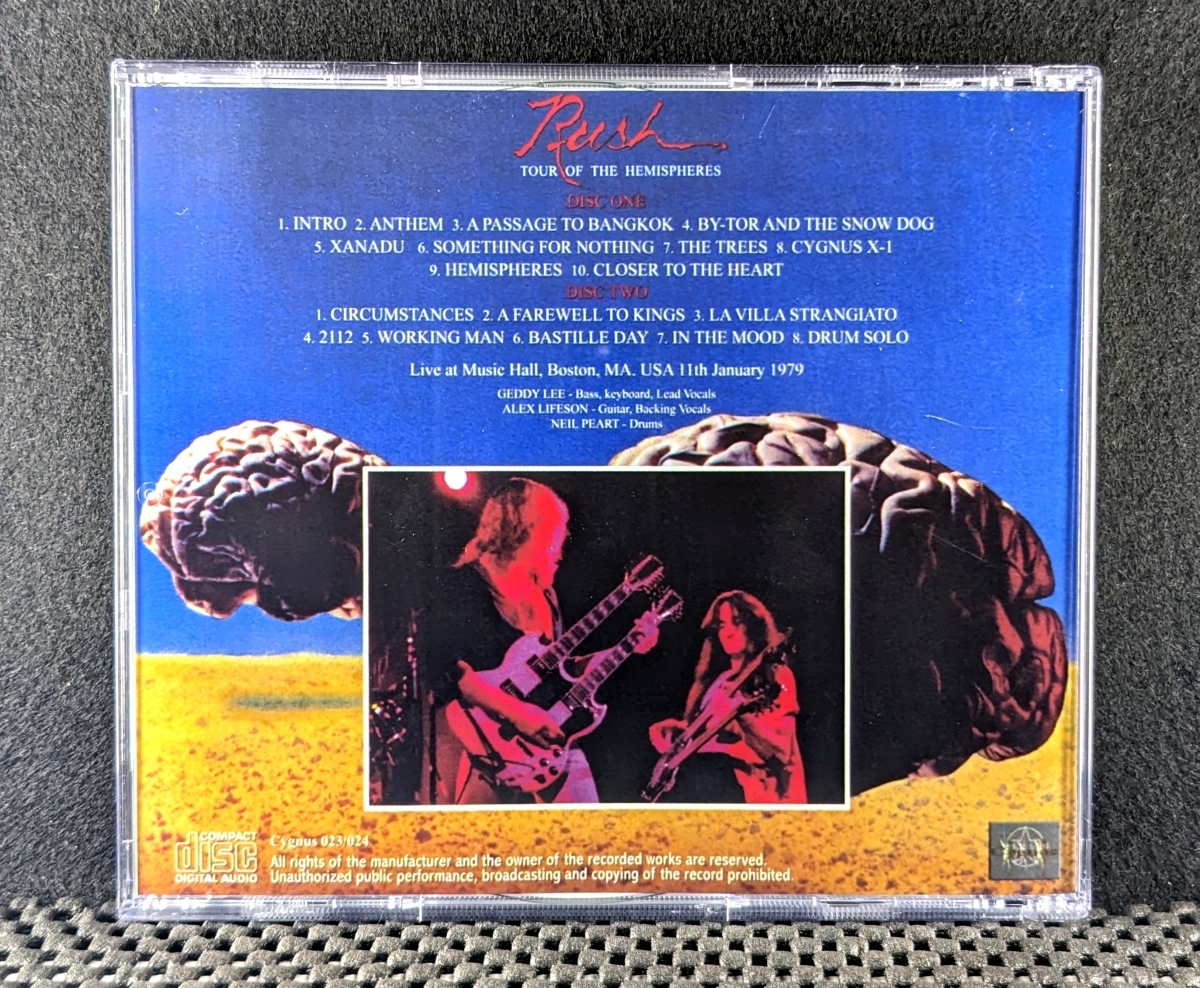 Rush
TOUR OF THE HEMISPHERES
DISC ONE
1. INTRO 2. ANTHEM 3. A PASSAGE TO BANGKOK 4. BY-TOR AND THE SNOW DOG
5. XANADU 6. SOMETHING FOR NOTHING 7. THE TREES 8. CYGNUS X-1
9. HEMISPHERES 10. CLOSER TO THE HEART
DISC TWO
1. CIRCUMSTANCES 2. A FAREWELL TO KINGS 3. LA VILLA STRANGIATO
4. 2112 5. WORKING MAN 6. BASTILLE DAY 7. IN THE MOOD 8. DRUM SOLO
Live at Music Hall, Boston, MA. USA 11th January 1979
GEDDY LEE - Bass, keyboard, Lead Vocals
ALEX LIFESON - Guitar, Backing Vocals
NEIL PEART - Drums
COMPACT
disc
DIGITAL AUDIO
Cygnus 023/024
All rights of the manufacturer and the owner of the recorded works are reserved.
Unauthorized public performance, broadcasting and copying of the record prohibited.